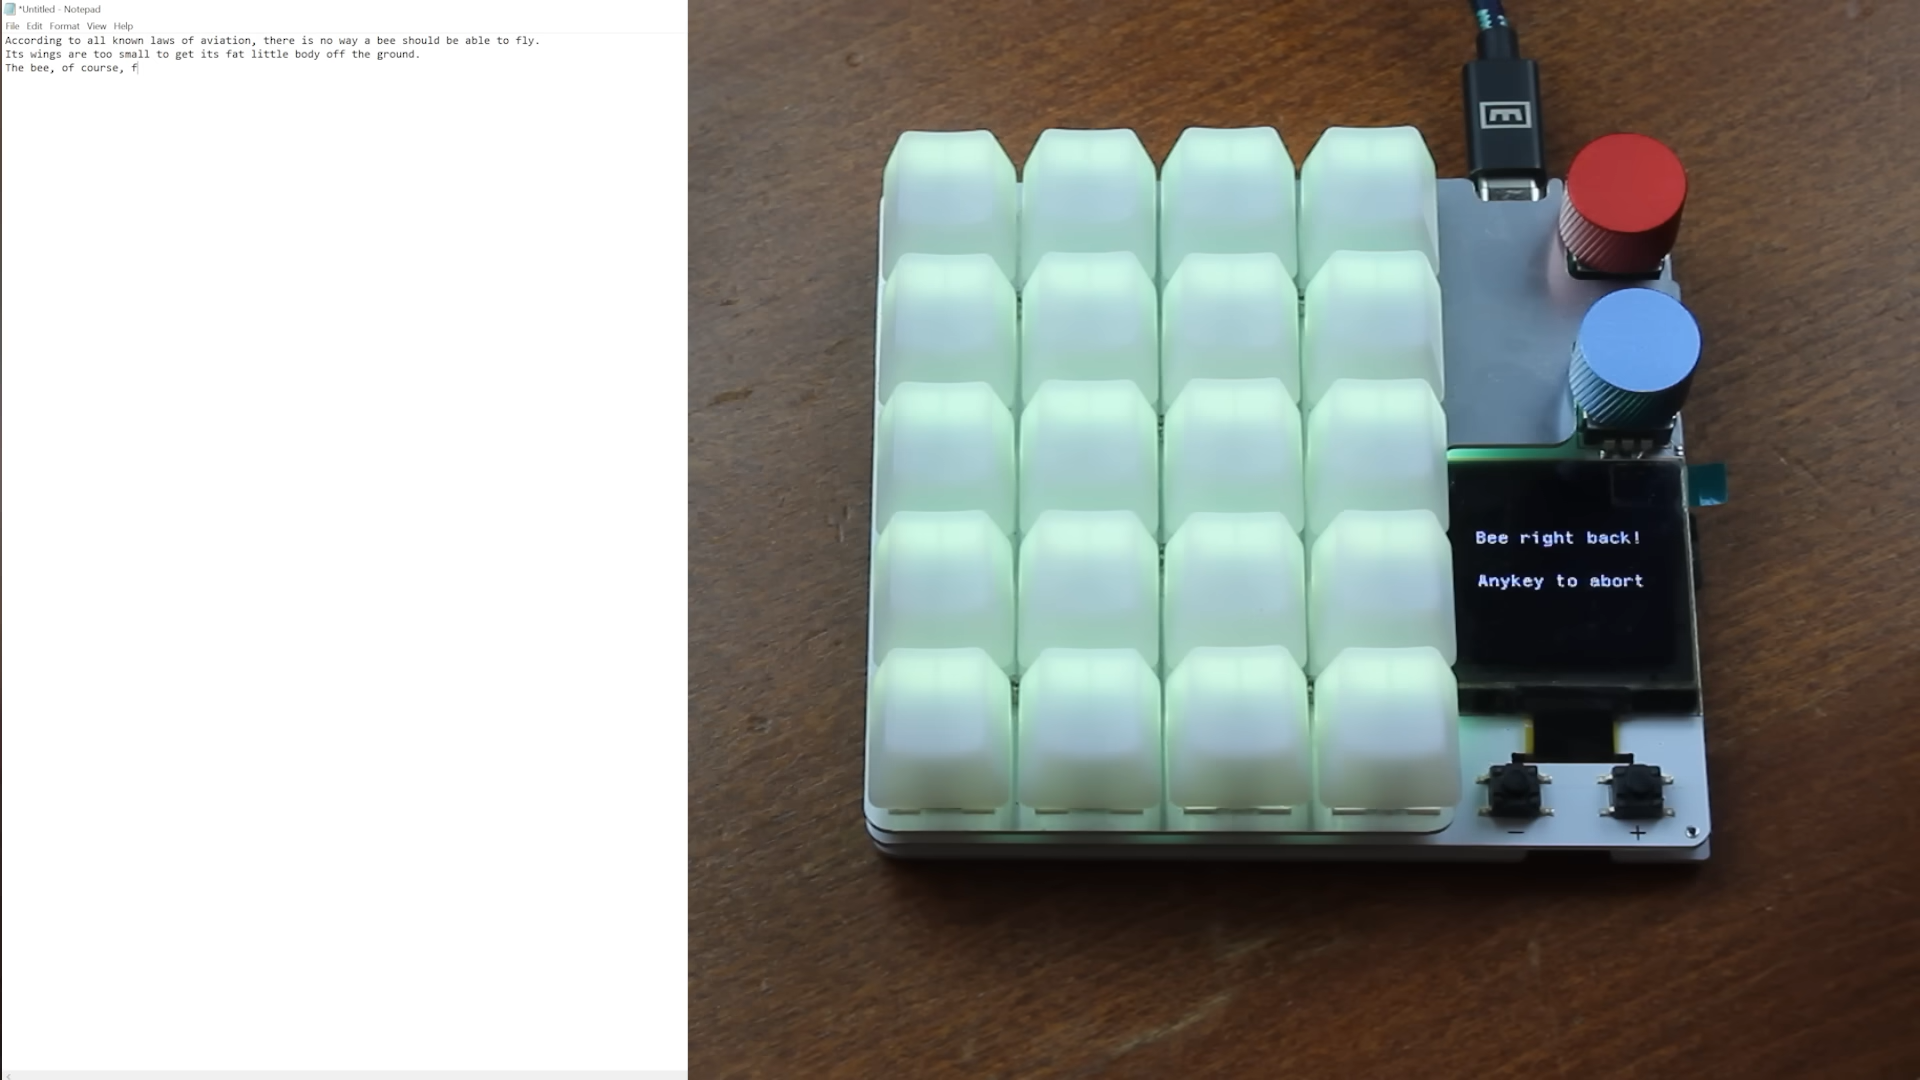 *Untitled - Notepad
File Edit Format View Help
According to all known laws of aviation, there is no way a bee should be able to fly.
Its wings are too small to get its fat little body off the ground.
The bee, of course, f
Bee right back!
Anykey to abort
- +